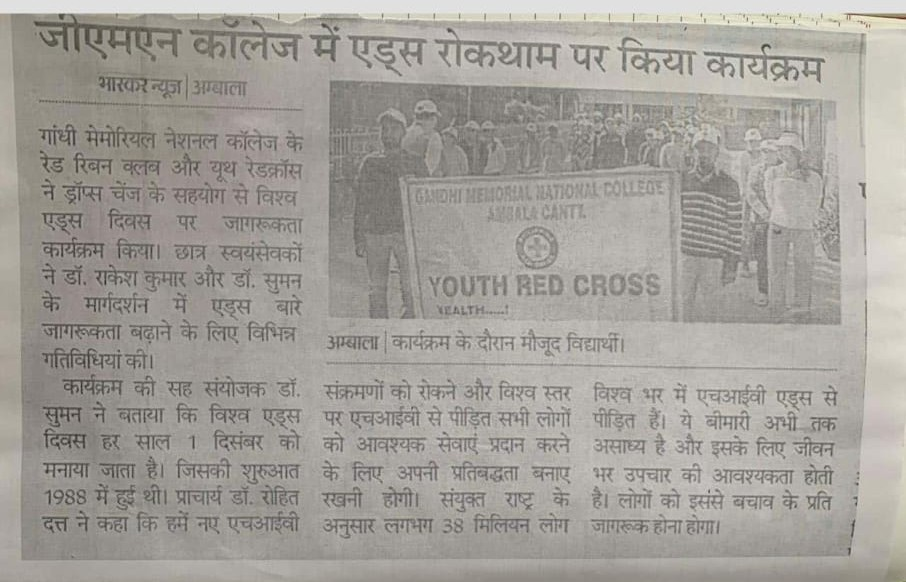 जीएमएन कॉलेज में एड्स रोकथाम पर किया कार्यक्रम
भास्कर न्यूज | अम्बाला
गांधी मेमोरियल नेशनल कॉलेज के
रेड रिबन क्लब और यूथ रेडक्रॉस
ने ड्रॉप्स चेंज के सहयोग से विश्व
एड्स दिवस पर जागरूकता
कार्यक्रम किया। छात्र स्वयंसेवकों
ने डॉ. राकेश कुमार और डॉ. सुमन
के मार्गदर्शन में एड्स बारे
जागरूकता बढ़ाने के लिए विभिन्न
गतिविधियां की।
कार्यक्रम की सह संयोजक डॉ.
सुमन ने बताया कि विश्व एड्स
दिवस हर साल 1 दिसंबर को
मनाया जाता है। जिसकी शुरुआत
1988 में हुई थी। प्राचार्य डॉ. रोहित
दत्त ने कहा कि हमें नए एचआईवी
GANDHI MEMORIAL NATIONAL COLLEGE
AMBALA CANTT.
YOUTH RED CROSS
HEALTH.....!
अम्बाला | कार्यक्रम के दौरान मौजूद विद्यार्थी।
संक्रमणों को रोकने और विश्व स्तर
पर एचआईवी से पीड़ित सभी लोगों
को आवश्यक सेवाएं प्रदान करने
के लिए अपनी प्रतिबद्धता बनाए
रखनी होगी। संयुक्त राष्ट्र के
अनुसार लगभग 38 मिलियन लोग
विश्व भर में एचआईवी एड्स से
पीड़ित हैं। ये बीमारी अभी तक
असाध्य है और इसके लिए जीवन
भर उपचार की आवश्यकता होती
है। लोगों को इससे बचाव के प्रति
जागरूक होना होगा।